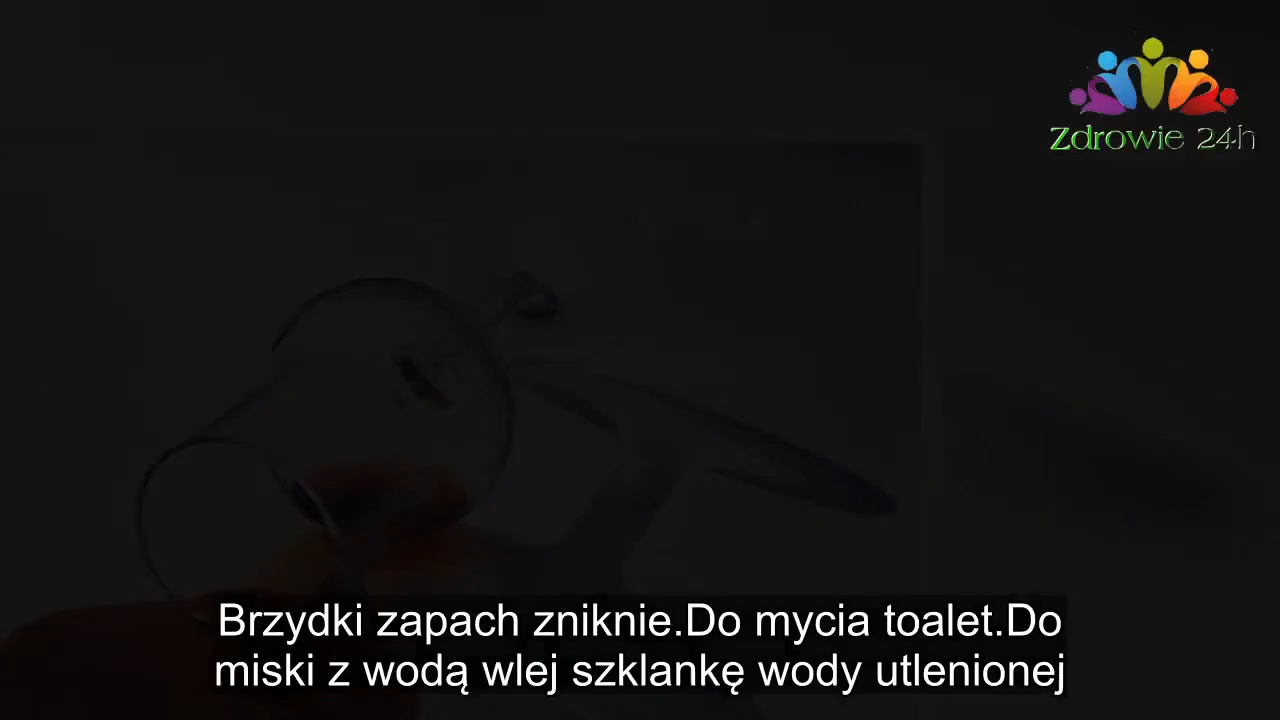 Zdrowie 24h
Brzydki zapach zniknie.Do mycia toalet.Do
miski z wodą wlej szklankę wody utlenionej